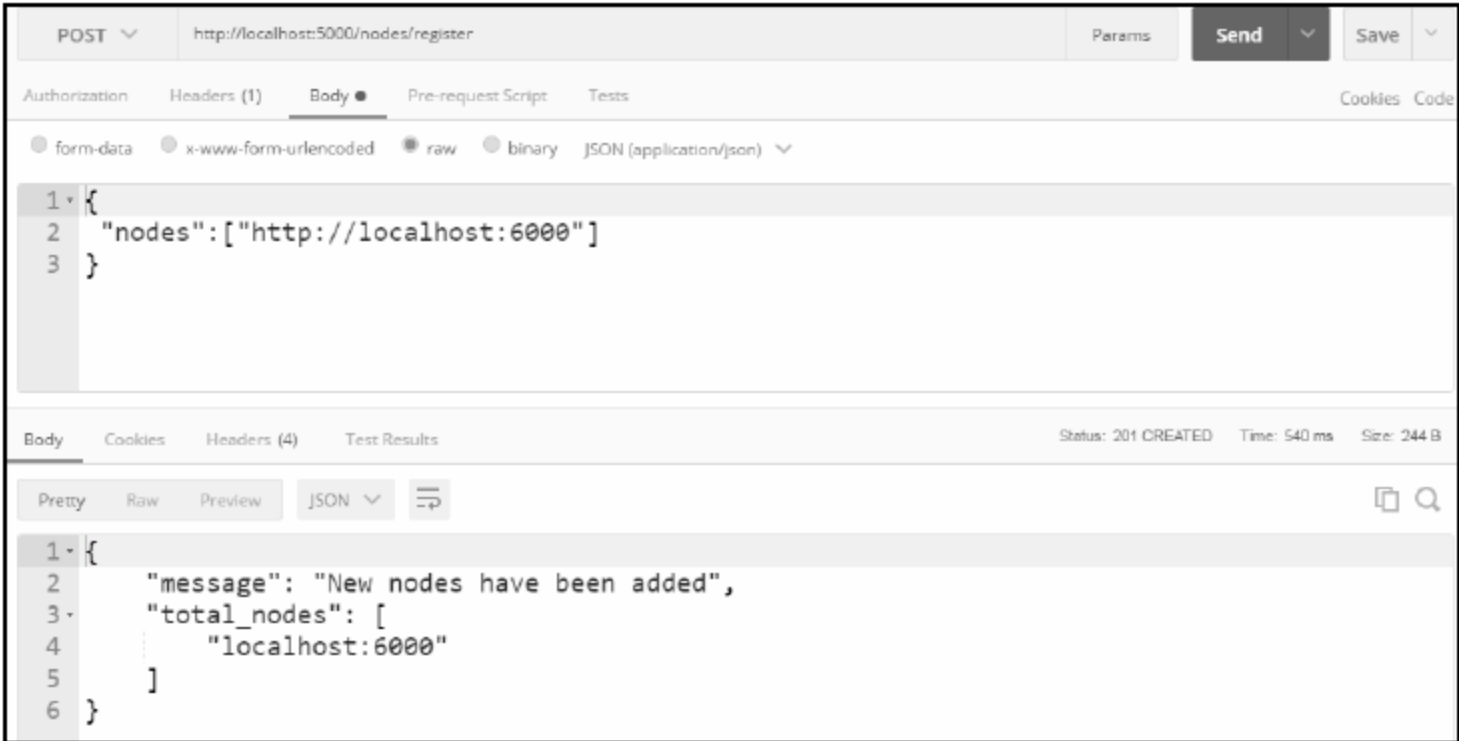 POST http://localhost:5000/nodes/register Params Send Save
Authorization Headers (1) Body Pre-request Script Tests Cookies Code
form-data x-www-form-urlencoded raw binary JSON (application/json)
1 {
2 "nodes":["http://localhost:6000"]
3 }
Body Cookies Headers (4) Test Results Status: 201 CREATED Time: 540 ms Size: 244 B
Pretty Raw Preview JSON
1 {
2 "message": "New nodes have been added",
3 "total_nodes": [
4 "localhost:6000"
5 ]
6 }